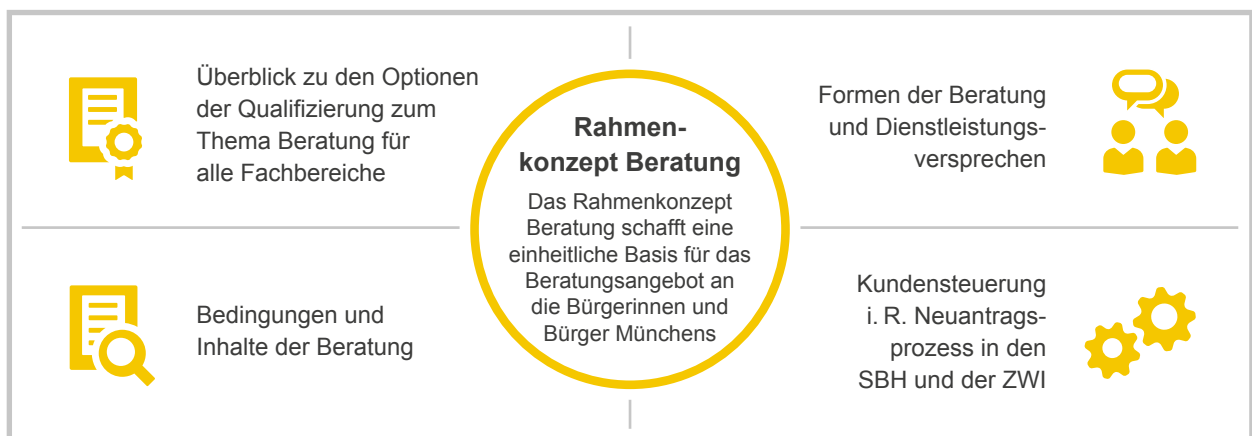 Überblick zu den Optionen
der Qualifizierung zum
Thema Beratung für
alle Fachbereiche
Rahmen-
konzept Beratung
Das Rahmenkonzept
Beratung schafft eine
einheitliche Basis für das
Beratungsangebot an
die Bürgerinnen und
Bürger Münchens
Formen der Beratung
und Dienstleistungs-
versprechen
Bedingungen und
Inhalte der Beratung
Kundensteuerung
i. R. Neuantrags-
prozess in den
SBH und der ZWI